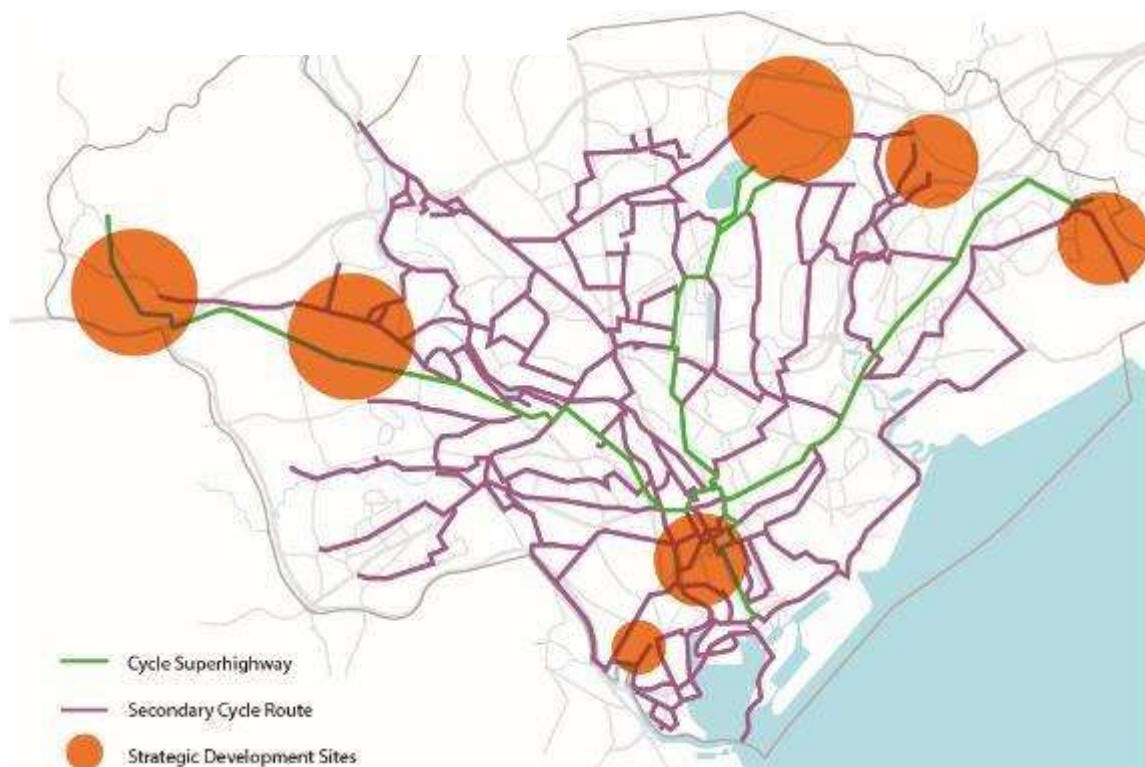 Cycle Superhighway
Secondary Cycle Route
Strategic Development Sites